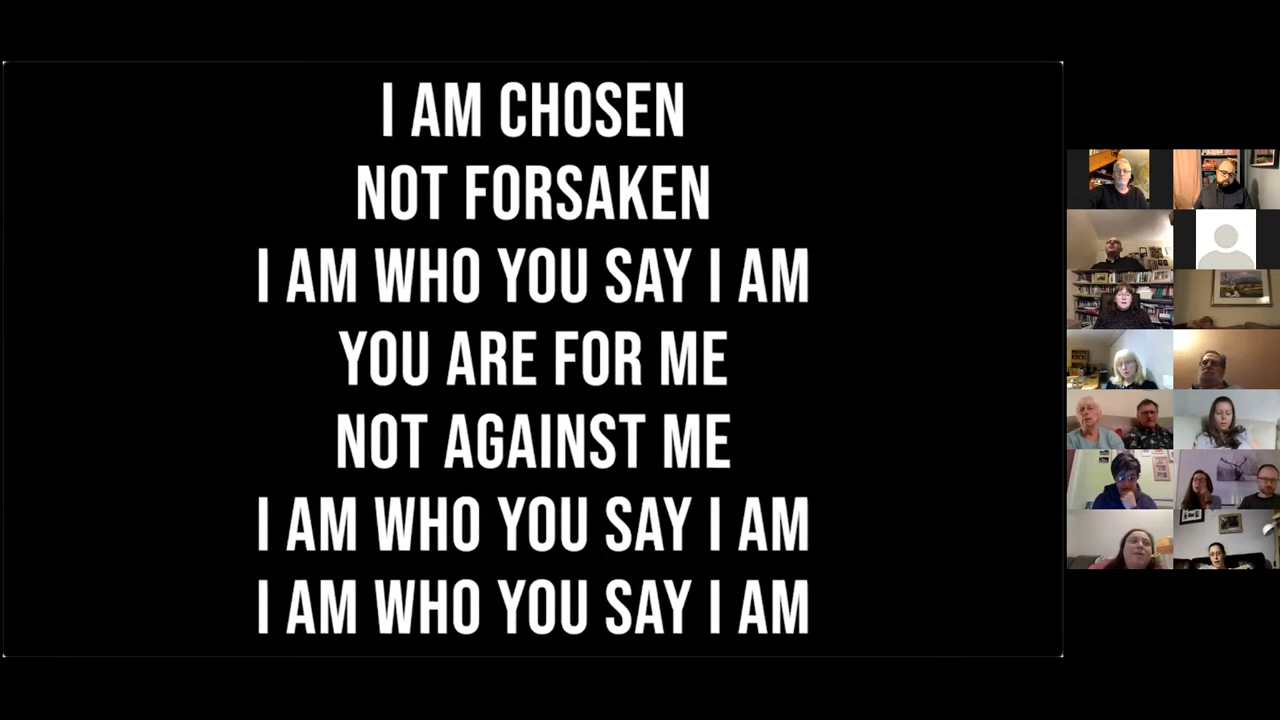 I AM CHOSEN
NOT FORSAKEN
I AM WHO YOU SAY I AM
YOU ARE FOR ME
NOT AGAINST ME
I AM WHO YOU SAY I AM
I AM WHO YOU SAY I AM